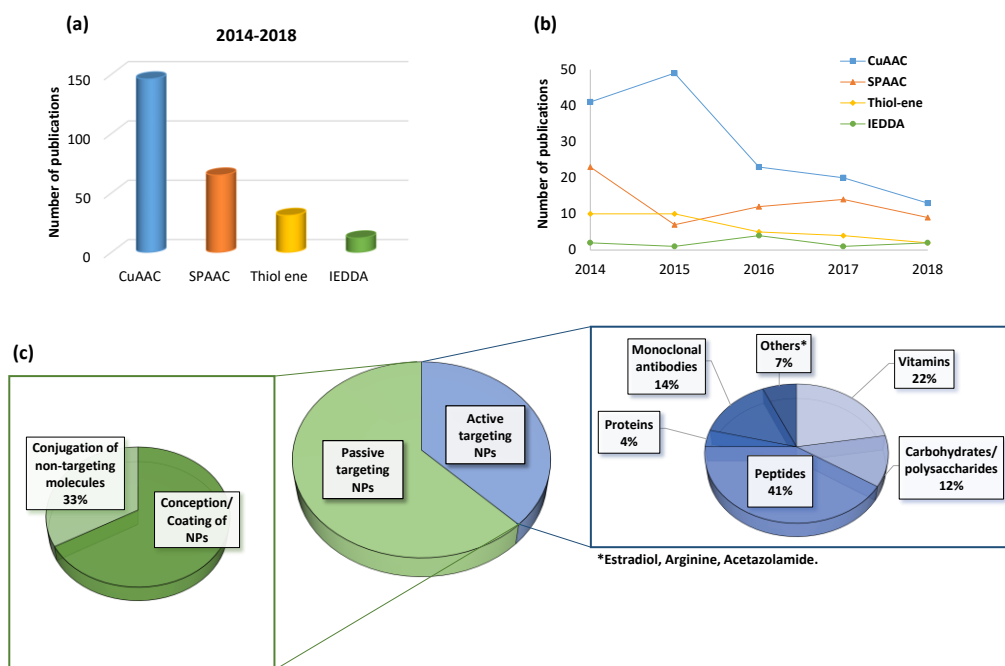 (a)
2014-2018
Number of publications
150
100
50
0
CuAAC
SPAAC
Thiol ene
IEDDA
(b)
Number of publications
50
40
30
20
10
0
2014
2015
2016
2017
2018
CuAAC
SPAAC
Thiol-ene
IEDDA
(c)
Conjugation of
non-targeting
molecules
33%
Conception/
Coating of
NPs
Passive
targeting
NPs
Active
targeting
NPs
Monoclonal
antibodies
14%
Others*
7%
Vitamins
22%
Proteins
4%
Peptides
41%
Carbohydrates/
polysaccharides
12%
*Estradiol, Arginine, Acetazolamide.